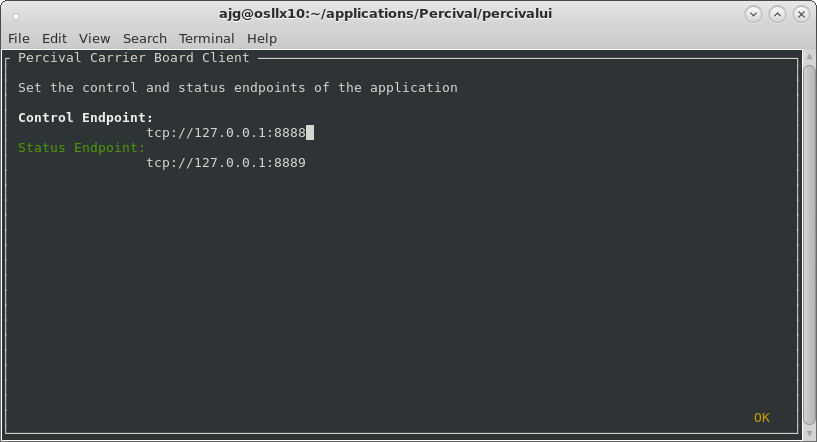 ajg@osllx10:~/applications/Percival/percivalui
File Edit View Search Terminal Help
Percival Carrier Board Client
Set the control and status endpoints of the application
Control Endpoint:
tcp://127.0.0.1:8888
Status Endpoint:
tcp://127.0.0.1:8889
OK